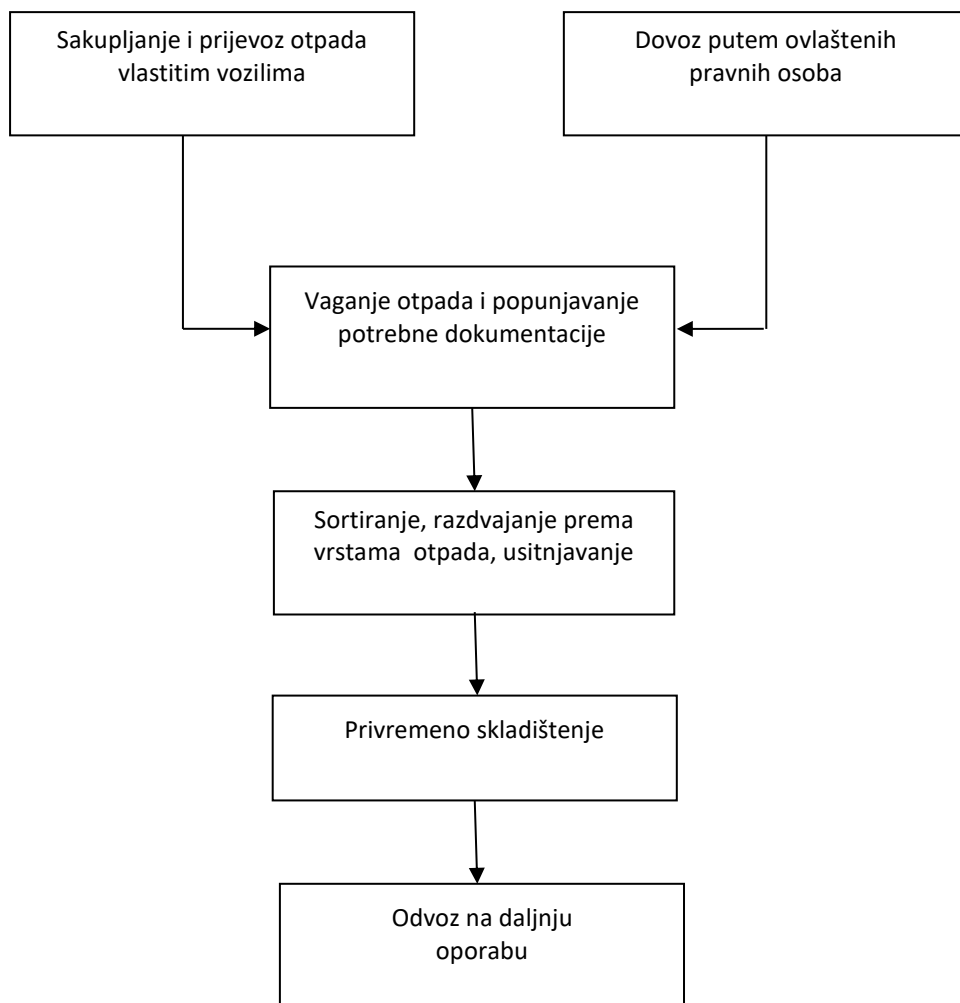 Sakupljanje i prijevoz otpada
vlastitim vozilima
Dovoz putem ovlaštenih
pravnih osoba
Vaganje otpada i popunjavanje
potrebne dokumentacije
Sortiranje, razdvajanje prema
vrstama  otpada, usitnjavanje
Privremeno skladištenje
Odvoz na daljnju
oporabu